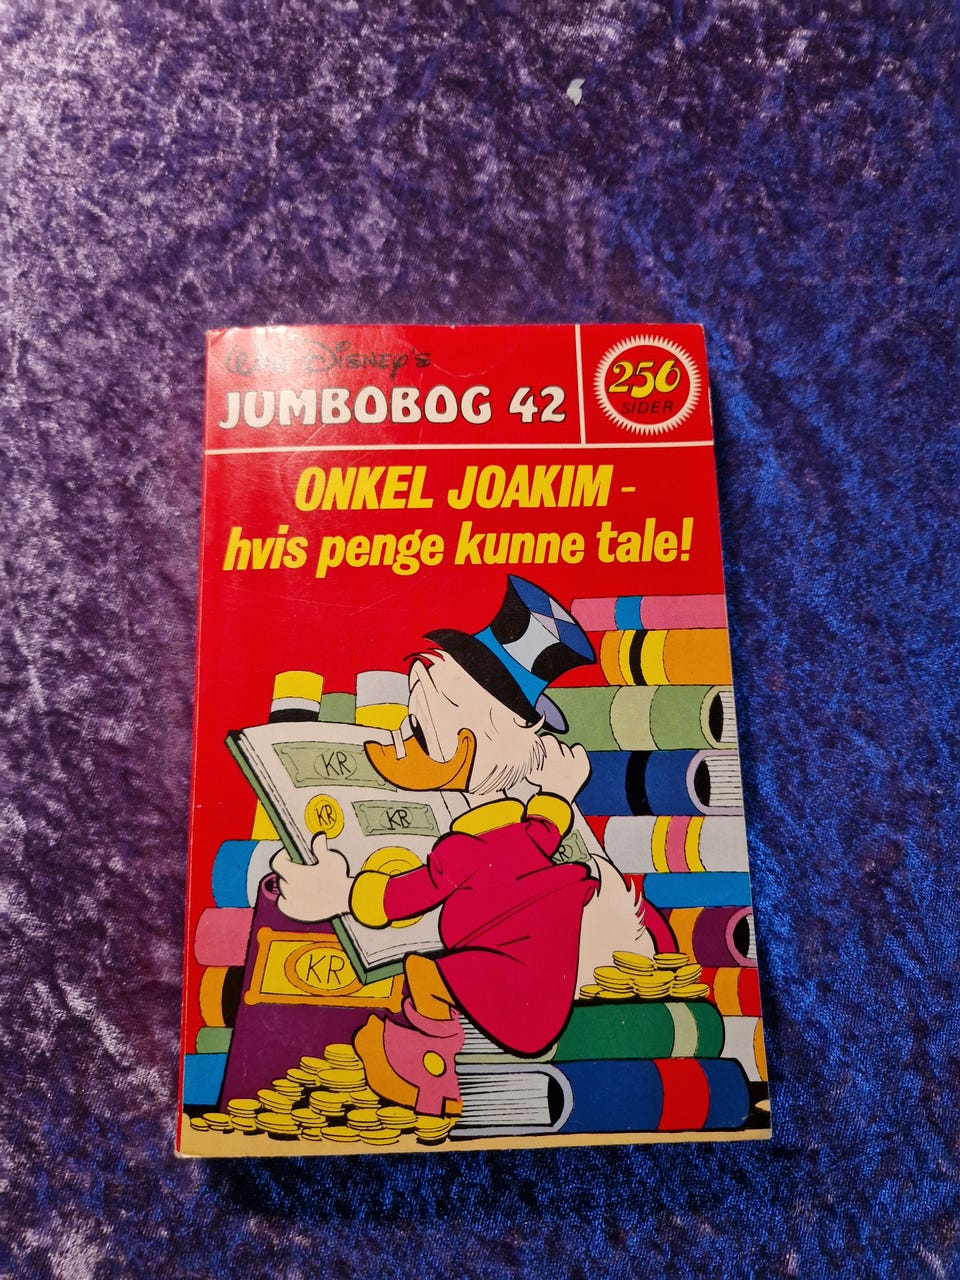 Walt Disney's
JUMBOBOG 42
256
SIDER
ONKEL JOAKIM -
hvis penge kunne tale!
KR
KR
KR
KR
KR